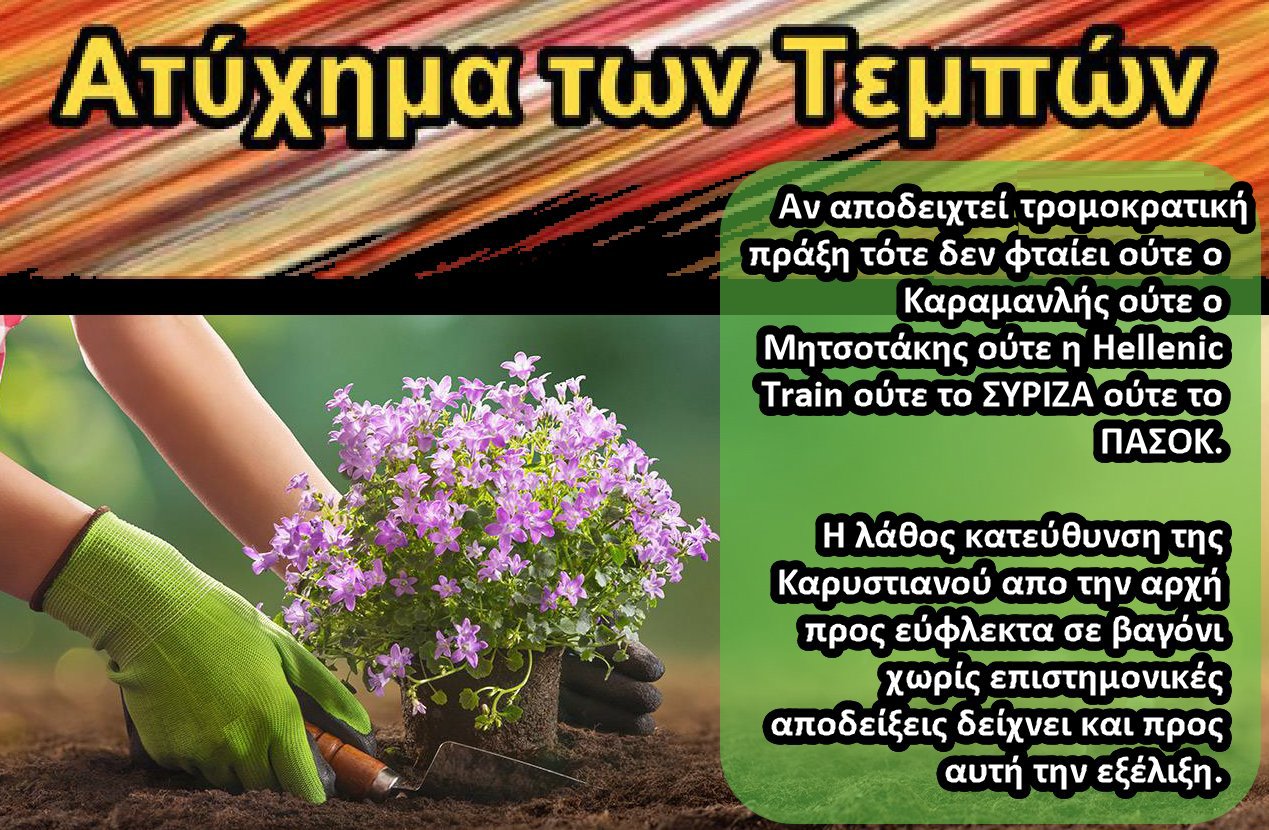 Ατύχημα των Τεμπών
Αν αποδειχτεί τρομοκρατική
πράξη τότε δεν φταίει ούτε ο
Καραμανλής ούτε ο
Μητσοτάκης ούτε η Hellenic
Train ούτε το ΣΥΡΙΖΑ ούτε το
ΠΑΣΟΚ.
Η λάθος κατεύθυνση της
Καρυστιανού απο την αρχή
προς εύφλεκτα σε βαγόνι
χωρίς επιστημονικές
αποδείξεις δείχνει και προς
αυτή την εξέλιξη.